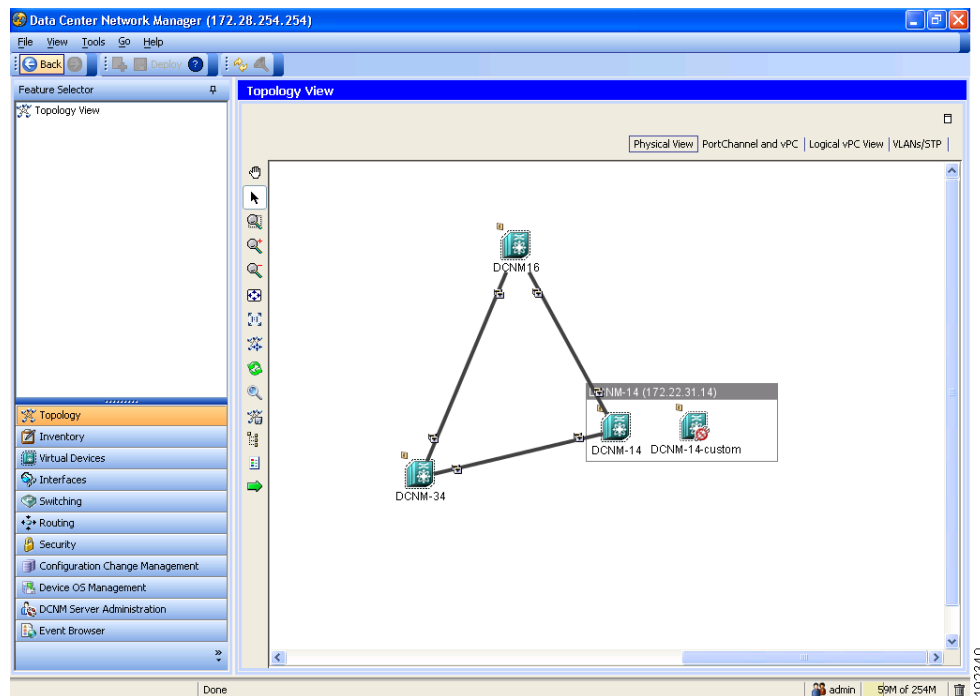 Data Center Network Manager (172.28.254.254)
File View Tools Go Help
Back Deploy
Feature Selector
Topology View
Topology View
Physical View PortChannel and vPC Logical vPC View VLANs/STP
DCNM16
DCNM-14 (172.22.31.14)
DCNM-14 DCNM-14-custom
DCNM-34
Topology
Inventory
Virtual Devices
Interfaces
Switching
Routing
Security
Configuration Change Management
Device OS Management
DCNM Server Administration
Event Browser
Done
admin 59M of 254M